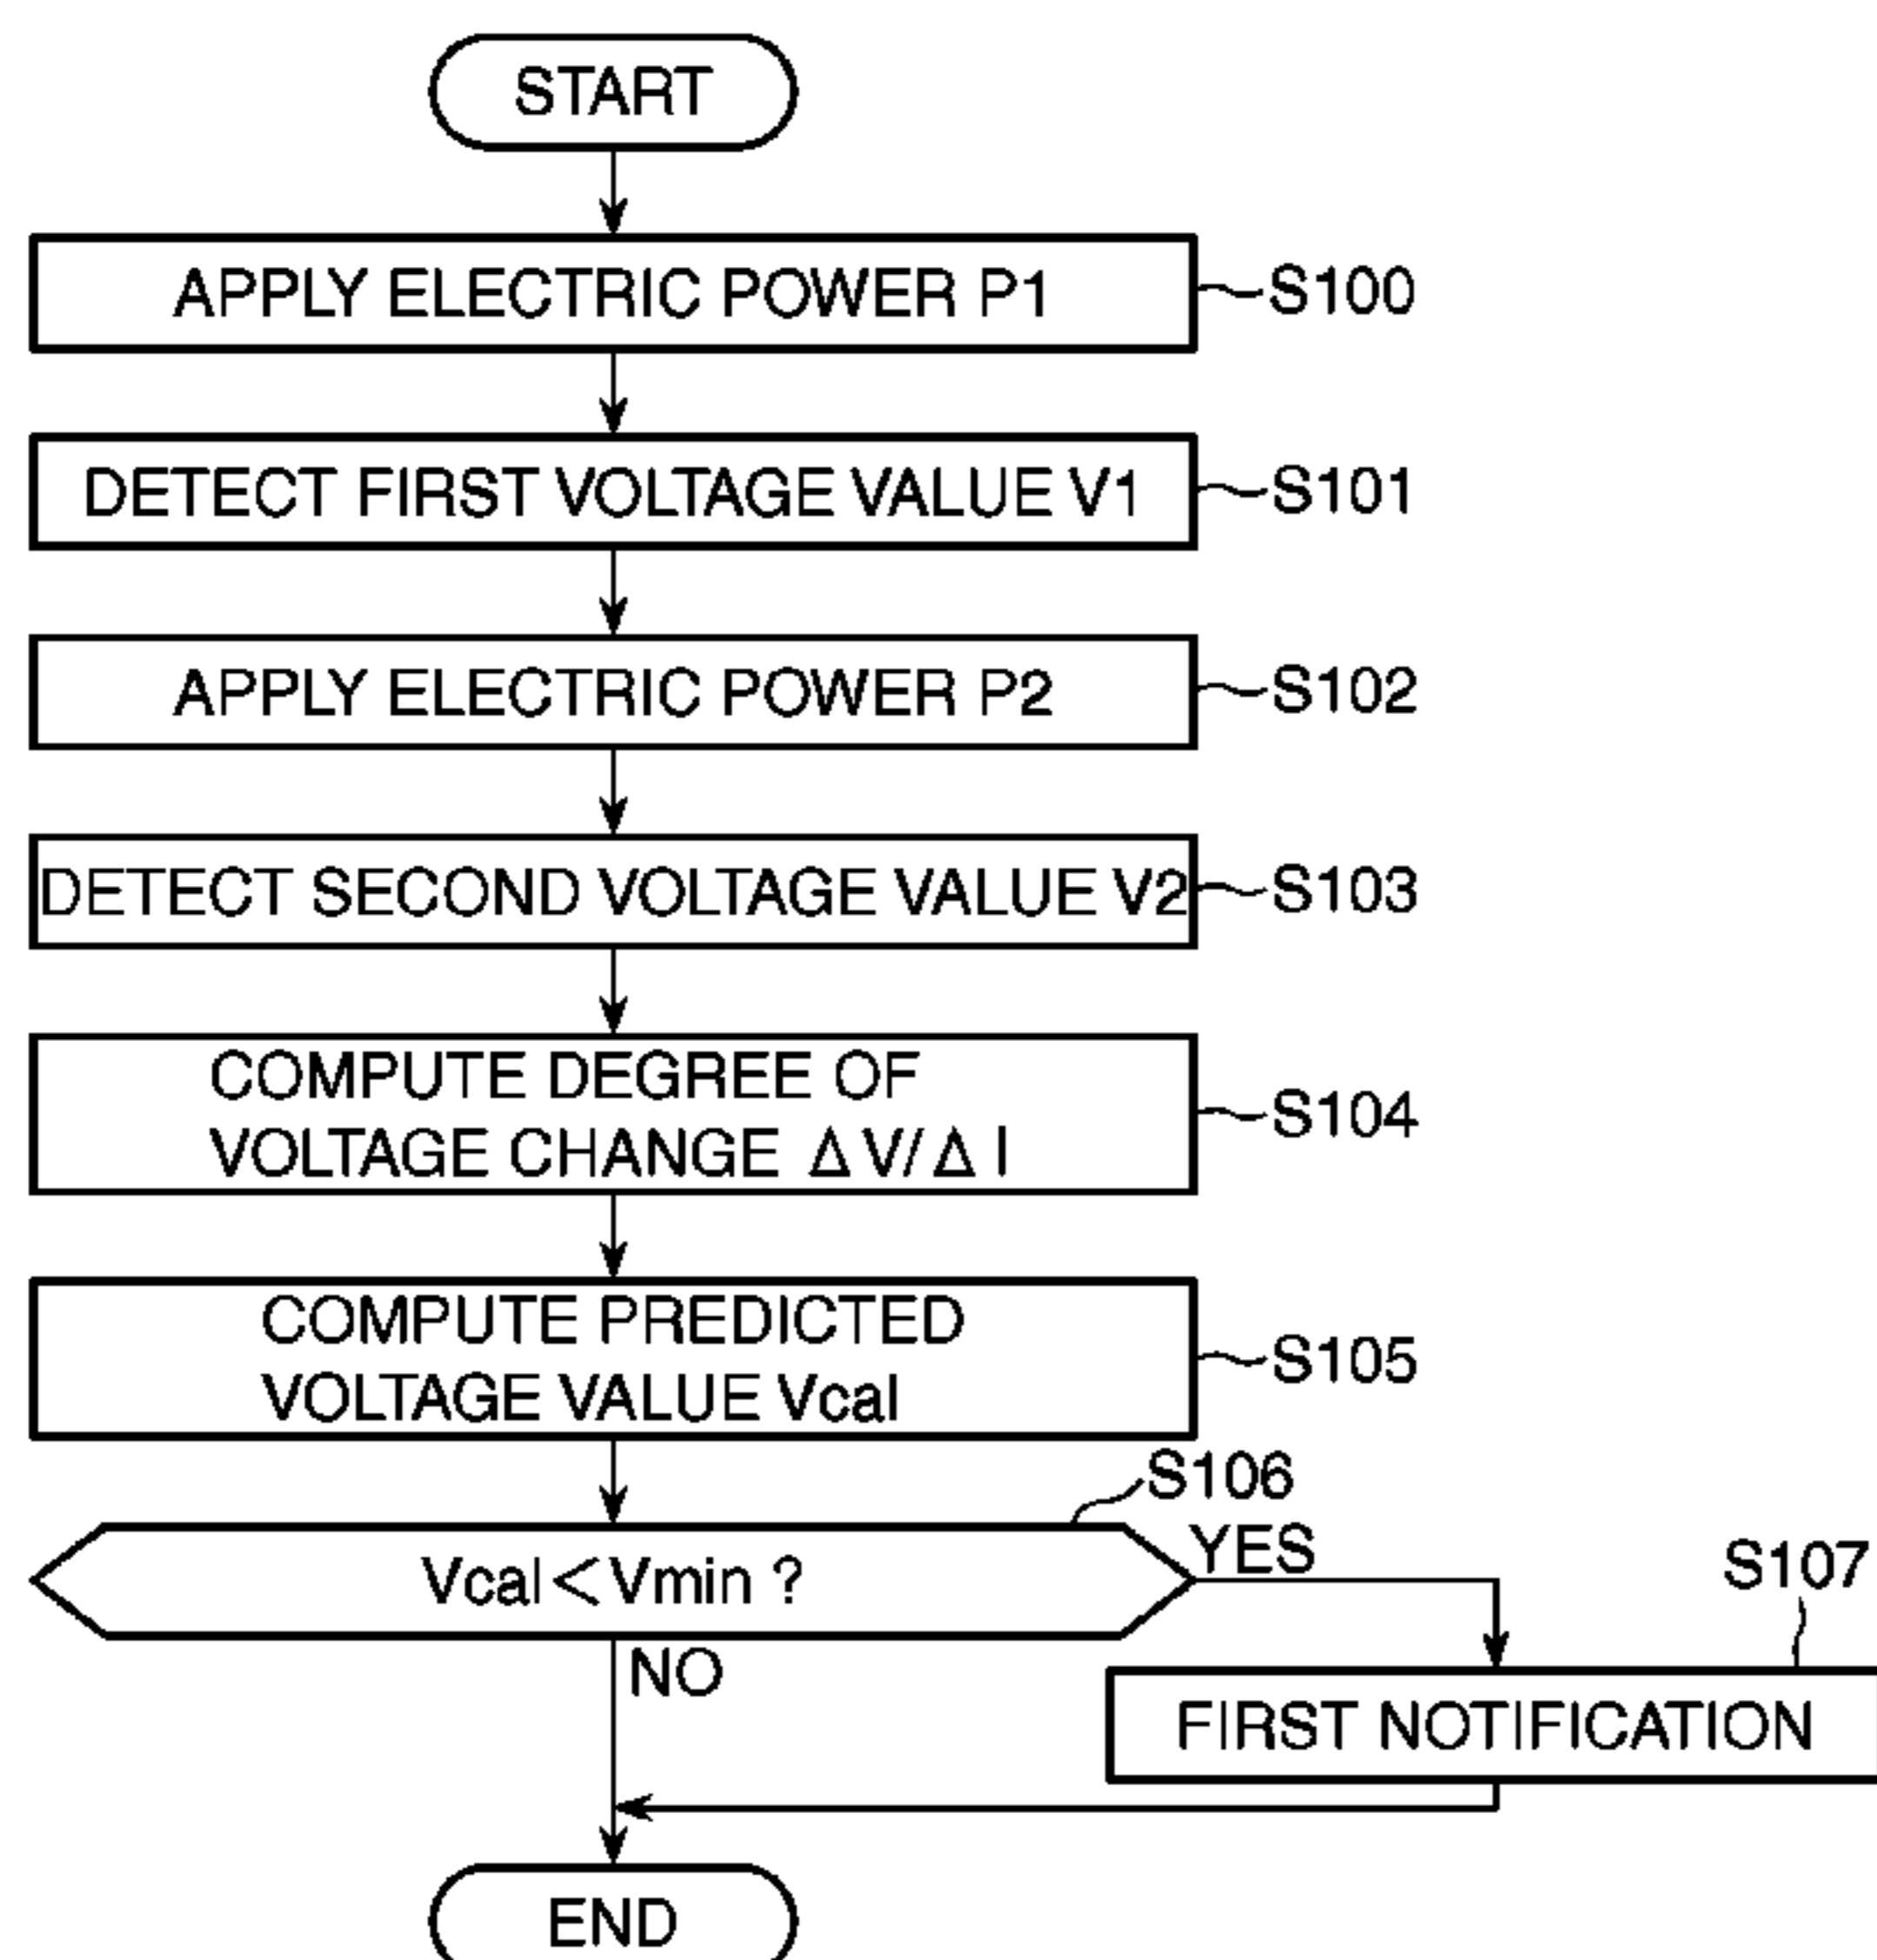 START
APPLY ELECTRIC POWER P1
S100
DETECT FIRST VOLTAGE VALUE V1
S101
APPLY ELECTRIC POWER P2
S102
DETECT SECOND VOLTAGE VALUE V2
S103
COMPUTE DEGREE OF
VOLTAGE CHANGE ΔV/ΔI
S104
COMPUTE PREDICTED
VOLTAGE VALUE Vcal
S105
S106
Vcal<Vmin ?
YES
S107
NO
FIRST NOTIFICATION
END